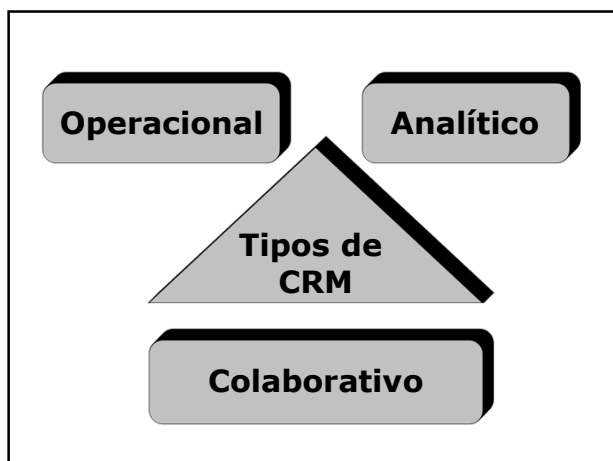 Operacional
Analítico
Tipos de
CRM
Colaborativo